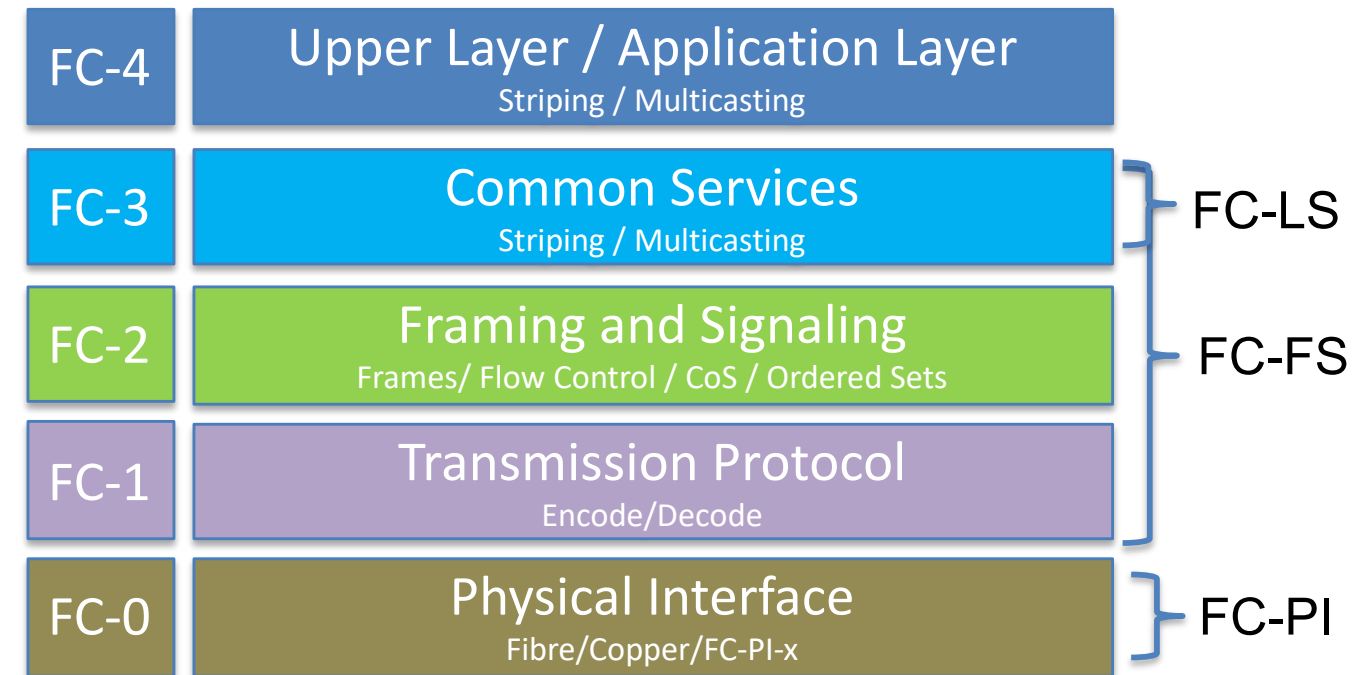 FC-4
Upper Layer / Application Layer
Striping / Multicasting
FC-3
Common Services
Striping / Multicasting
FC-LS
FC-2
Framing and Signaling
Frames/ Flow Control / CoS / Ordered Sets
FC-FS
FC-1
Transmission Protocol
Encode/Decode
FC-0
Physical Interface
Fibre/Copper/FC-PI-x
FC-PI